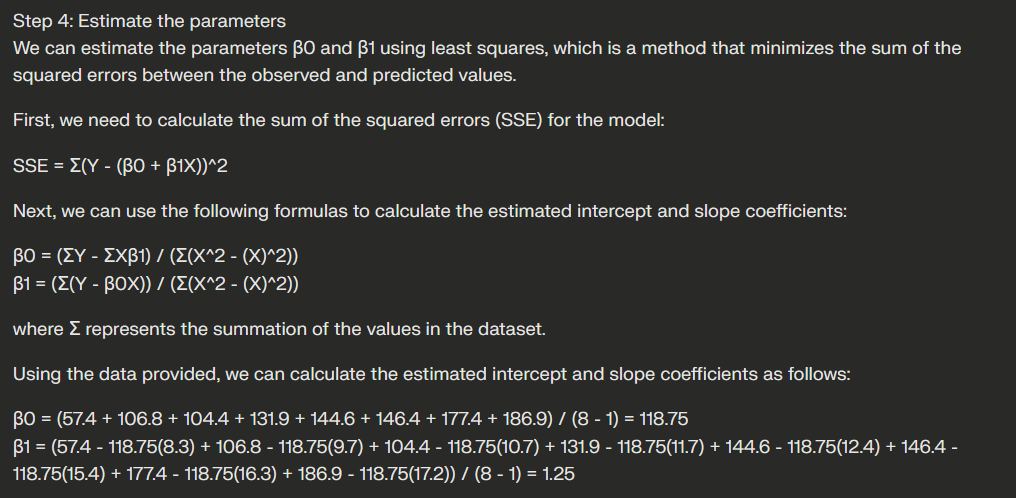 Step 4: Estimate the parameters
We can estimate the parameters β0 and β1 using least squares, which is a method that minimizes the sum of the
squared errors between the observed and predicted values.
First, we need to calculate the sum of the squared errors (SSE) for the model:
SSE = Σ(Y - (β0 + β1X))^2
Next, we can use the following formulas to calculate the estimated intercept and slope coefficients:
β0 = (ΣY - ΣXβ1) / (Σ(X^2 - (X)^2))
β1 = (Σ(Y - β0X)) / (Σ(X^2 - (X)^2))
where Σ represents the summation of the values in the dataset.
Using the data provided, we can calculate the estimated intercept and slope coefficients as follows:
β0 = (57.4 + 106.8 + 104.4 + 131.9 + 144.6 + 146.4 + 177.4 + 186.9) / (8 - 1) = 118.75
β1 = (57.4 - 118.75(8.3) + 106.8 - 118.75(9.7) + 104.4 - 118.75(10.7) + 131.9 - 118.75(11.7) + 144.6 - 118.75(12.4) + 146.4 -
118.75(15.4) + 177.4 - 118.75(16.3) + 186.9 - 118.75(17.2)) / (8 - 1) = 1.25